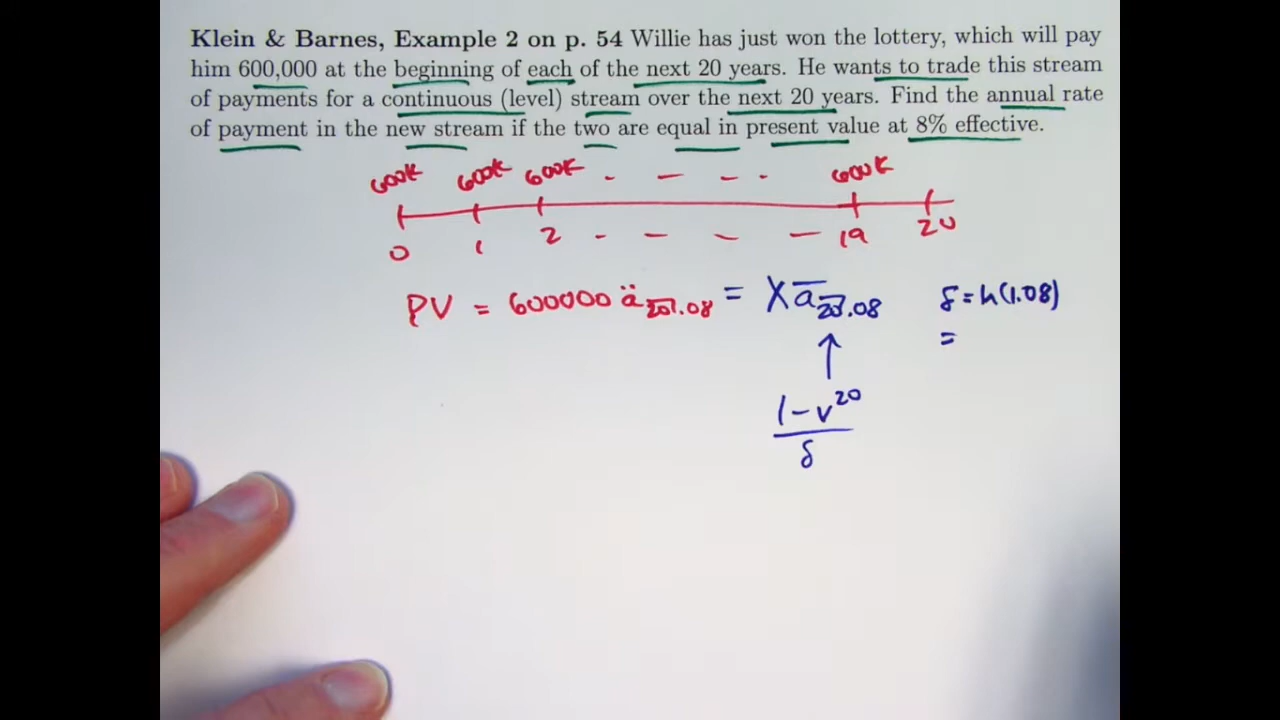 Klein & Barnes, Example 2 on p. 54 Willie has just won the lottery, which will pay
him 600,000 at the beginning of each of the next 20 years. He wants to trade this stream
of payments for a continuous (level) stream over the next 20 years. Find the annual rate
of payment in the new stream if the two are equal in present value at 8% effective.
600K 600K 600K - - - . 600K
0 1 2 - - - - 19 20
PV = 600000 ä20|.08 = X a̅20|.08 δ = ln(1.08)
=
1 - v^20
δ